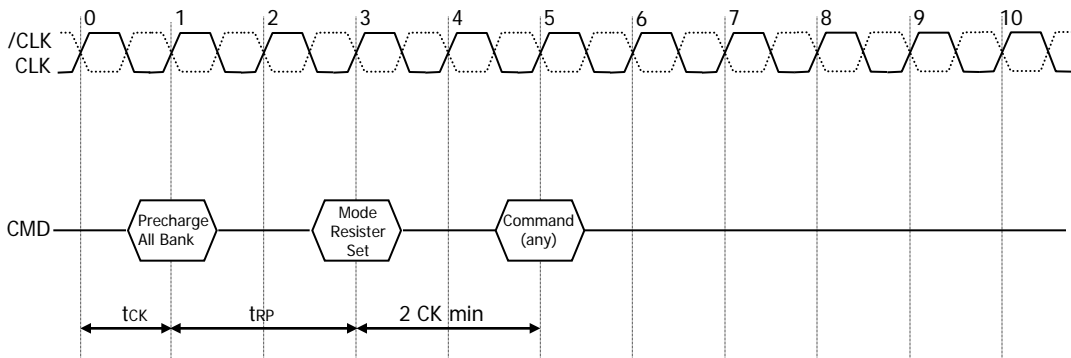 0 1 2 3 4 5 6 7 8 9 10
/CLK
CLK
CMD
Precharge
All Bank
Mode
Resister
Set
Command
(any)
tCK
tRP
2 CK min